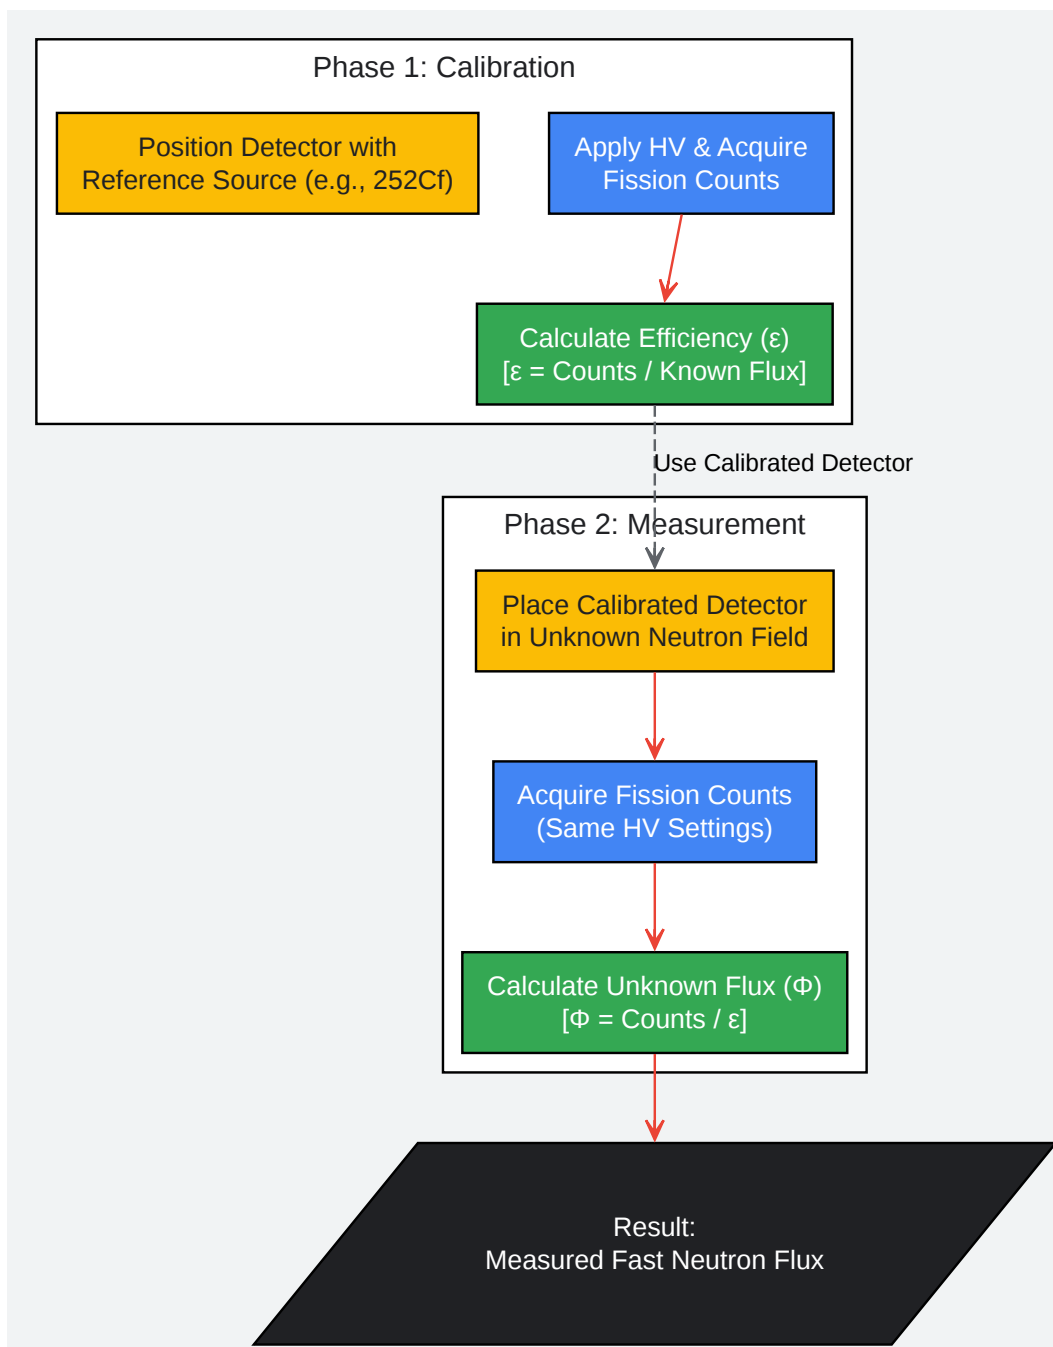 Phase 1: Calibration
Position Detector with
Reference Source (e.g., 252Cf)
Apply HV & Acquire
Fission Counts
Calculate Efficiency (ε)
[ε = Counts / Known Flux]
Use Calibrated Detector
Phase 2: Measurement
Place Calibrated Detector
in Unknown Neutron Field
Acquire Fission Counts
(Same HV Settings)
Calculate Unknown Flux (Φ)
[Φ = Counts / ε]
Result:
Measured Fast Neutron Flux